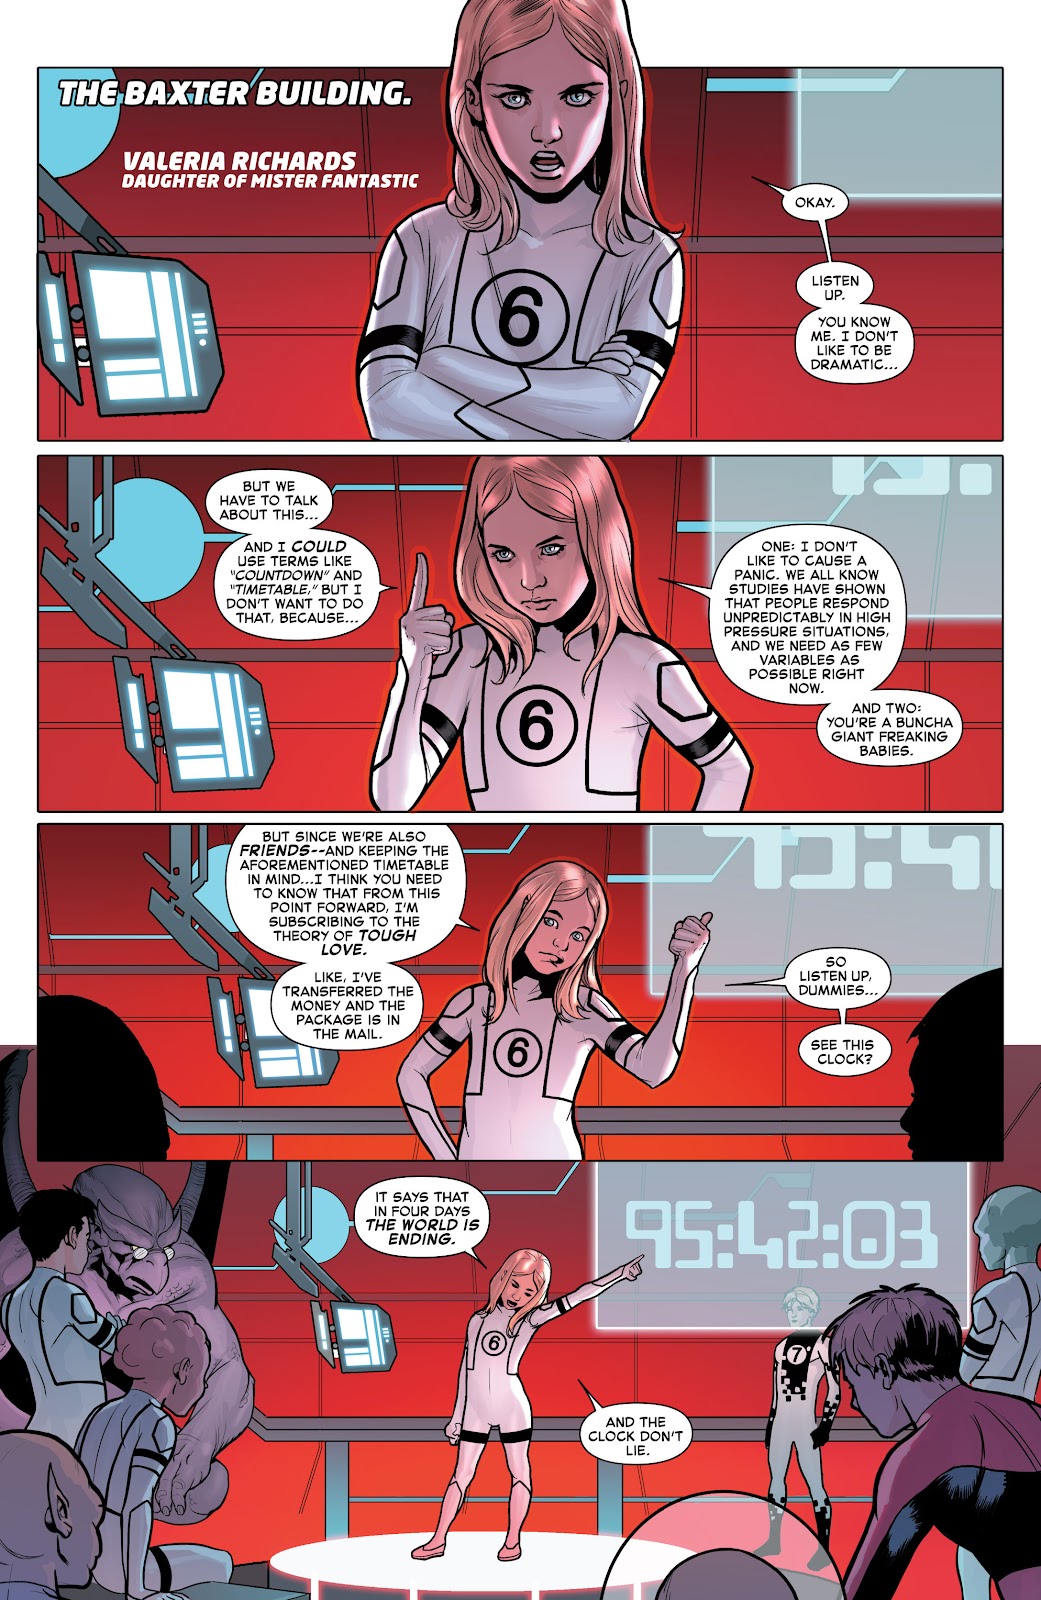 THE BAXTER BUILDING.
VALERIA RICHARDS
DAUGHTER OF MISTER FANTASTIC
OKAY.
LISTEN
UP.
YOU KNOW
ME. I DON'T
LIKE TO BE
DRAMATIC...
6
BUT WE
HAVE TO TALK
ABOUT THIS...
AND I COULD
USE TERMS LIKE
"COUNTDOWN" AND
"TIMETABLE," BUT I
DON'T WANT TO DO
THAT, BECAUSE...
6
ONE: I DON'T
LIKE TO CAUSE A
PANIC. WE ALL KNOW
STUDIES HAVE SHOWN
THAT PEOPLE RESPOND
UNPREDICTABLY IN HIGH
PRESSURE SITUATIONS,
AND WE NEED AS FEW
VARIABLES AS
POSSIBLE RIGHT
NOW.
AND TWO:
YOU'RE A BUNCHA
GIANT FREAKING
BABIES.
BUT SINCE WE'RE ALSO
FRIENDS--AND KEEPING THE
AFOREMENTIONED TIMETABLE
IN MIND...I THINK YOU NEED
TO KNOW THAT FROM THIS
POINT FORWARD, I'M
SUBSCRIBING TO THE
THEORY OF TOUGH
LOVE.
LIKE, I'VE
TRANSFERRED THE
MONEY AND THE
PACKAGE IS IN
THE MAIL.
6
95:4
SO
LISTEN UP,
DUMMIES...
SEE THIS
CLOCK?
IT SAYS THAT
IN FOUR DAYS
THE WORLD IS
ENDING.
6
95:42:03
7
AND THE
CLOCK DON'T
LIE.